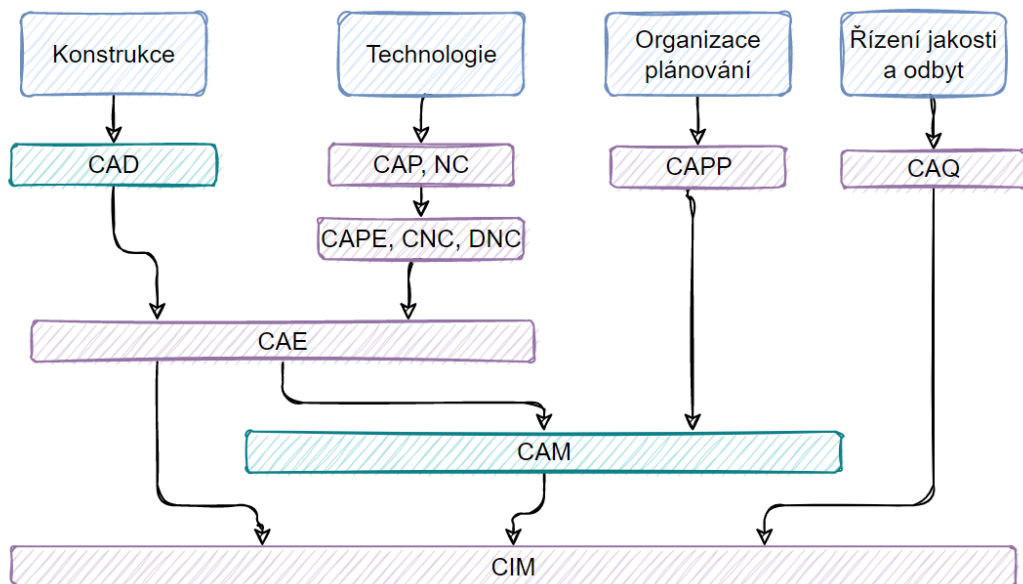 Konstrukce
Technologie
Organizace
plánování
Řízení jakosti
a odbyt
CAD
CAP, NC
CAPP
CAQ
CAPE, CNC, DNC
CAE
CAM
CIM